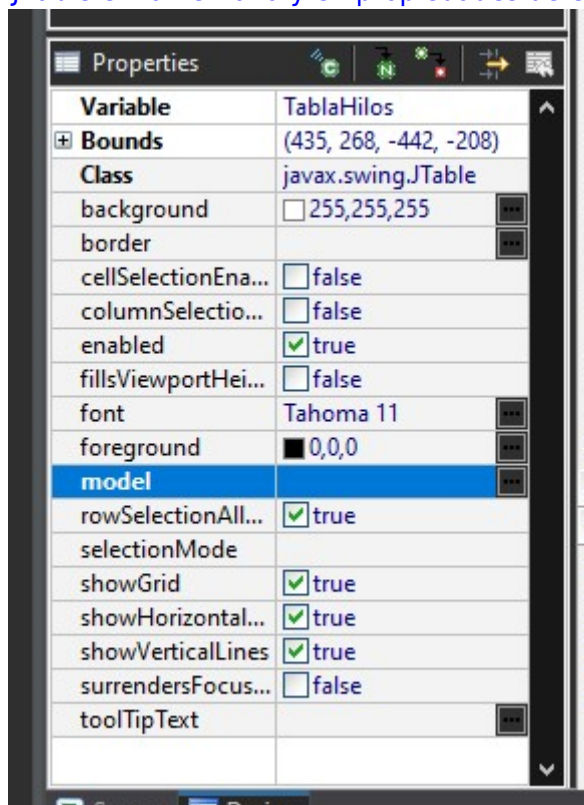 Properties
Variable TablaHilos
Bounds (435, 268, -442, -208)
Class javax.swing.JTable
background 255,255,255
border
cellSelectionEna...  false
columnSelectio... false
enabled true
fillsViewportHei... false
font Tahoma 11
foreground 0,0,0
model
rowSelectionAll... true
selectionMode
showGrid true
showHorizontal... true
showVerticalLines true
surrendersFocus... false
toolTipText